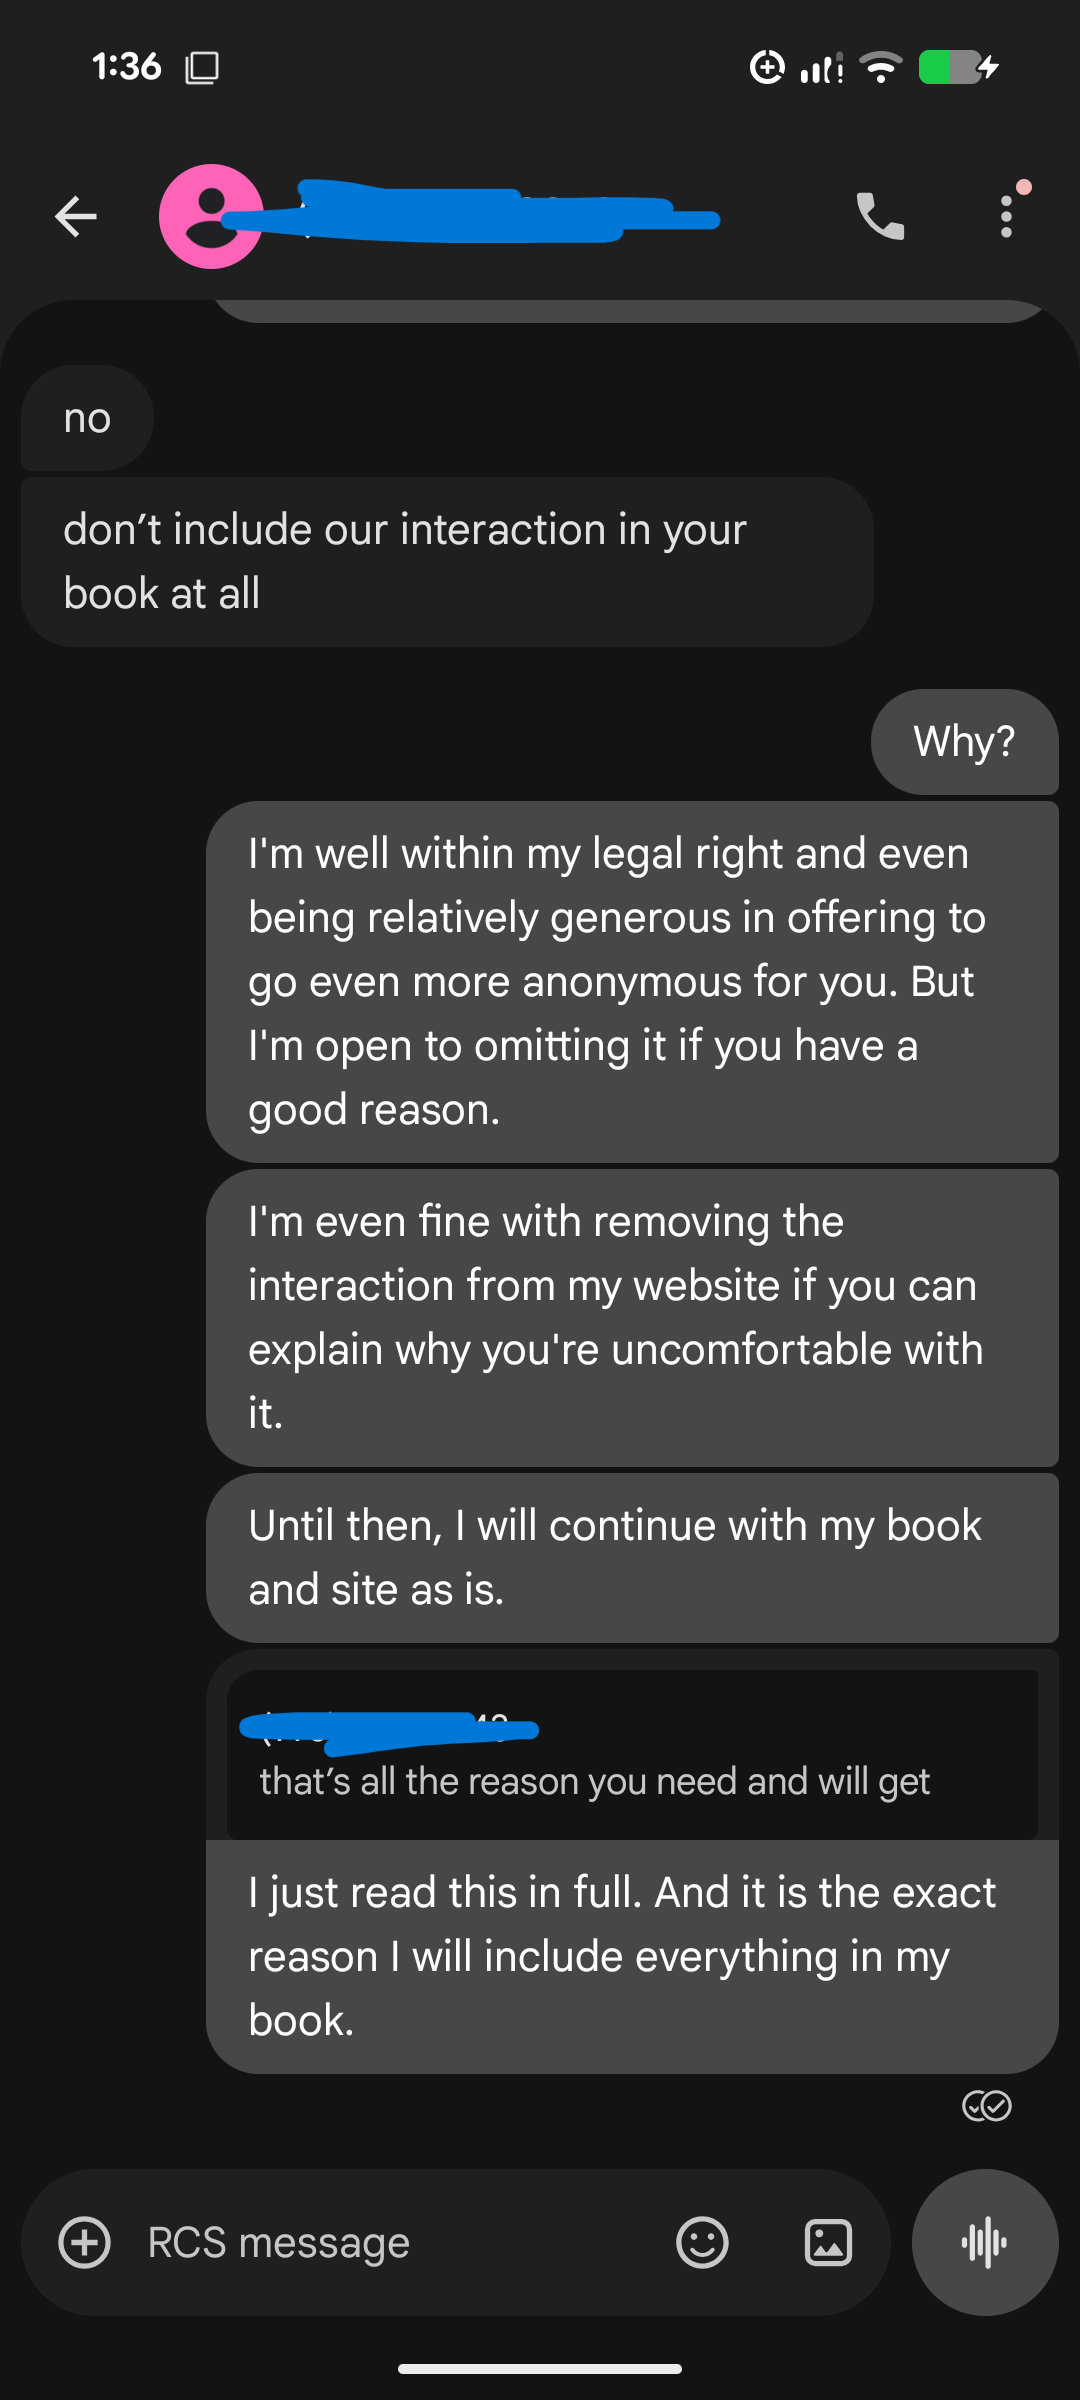 1:36
no
don’t include our interaction in your
book at all
Why?
I'm well within my legal right and even
being relatively generous in offering to
go even more anonymous for you. But
I'm open to omitting it if you have a
good reason.
I'm even fine with removing the
interaction from my website if you can
explain why you're uncomfortable with
it.
Until then, I will continue with my book
and site as is.
that’s all the reason you need and will get
I just read this in full. And it is the exact
reason I will include everything in my
book.
RCS message